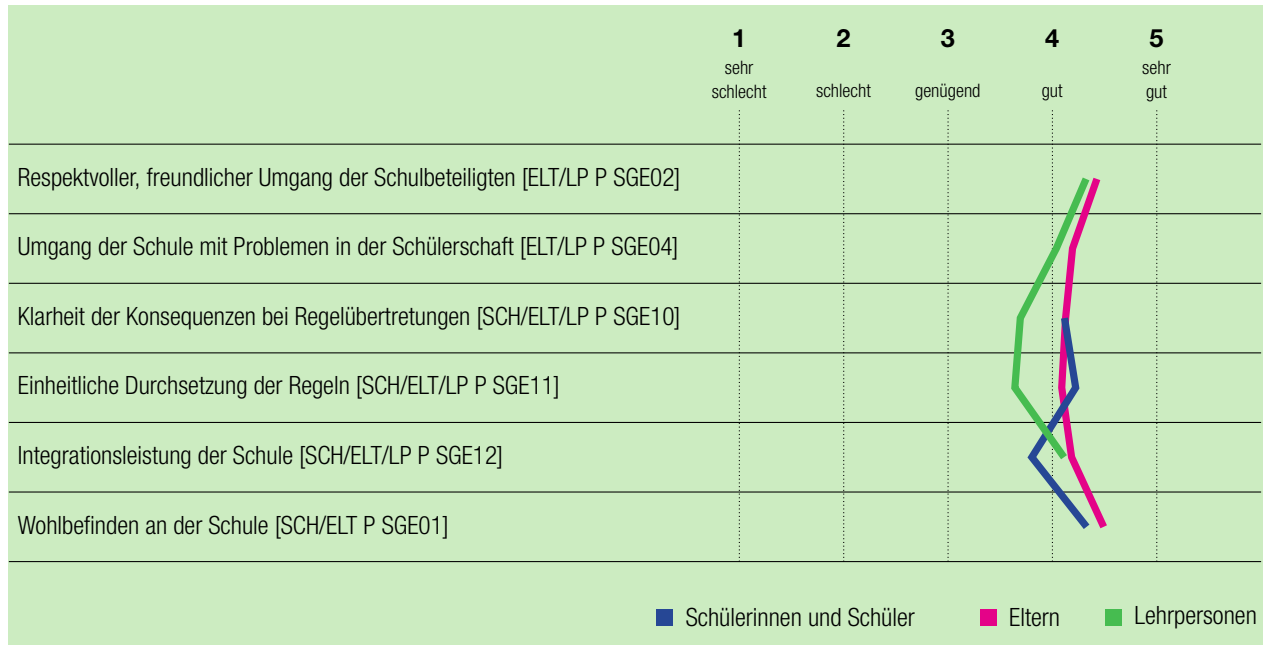 1 2 3 4 5
sehr schlecht schlecht genügend gut sehr gut
Respektvoller, freundlicher Umgang der Schulbeteiligten [ELT/LP P SGE02]
Umgang der Schule mit Problemen in der Schülerschaft [ELT/LP P SGE04]
Klarheit der Konsequenzen bei Regelübertretungen [SCH/ELT/LP P SGE10]
Einheitliche Durchsetzung der Regeln [SCH/ELT/LP P SGE11]
Integrationsleistung der Schule [SCH/ELT/LP P SGE12]
Wohlbefinden an der Schule [SCH/ELT P SGE01]
Schülerinnen und Schüler Eltern Lehrpersonen